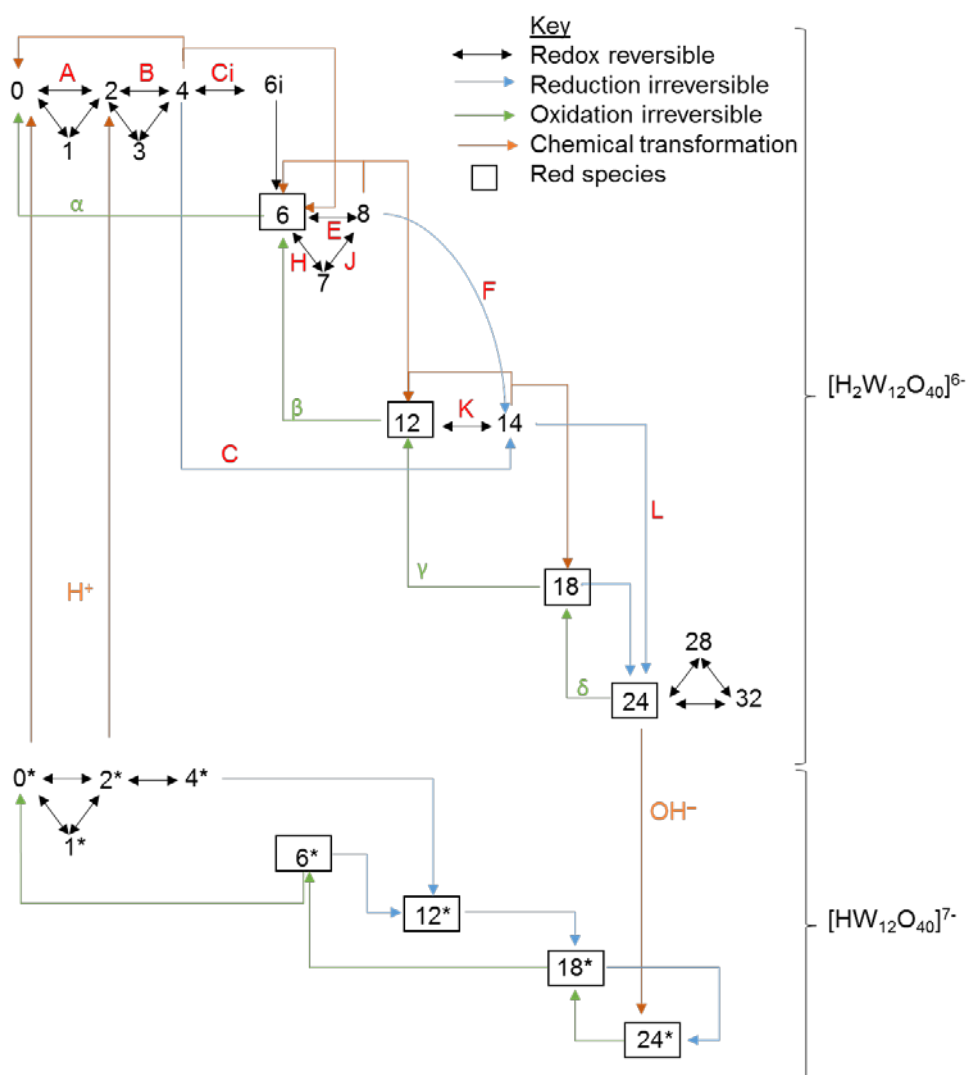 Key
Redox reversible
Reduction irreversible
Oxidation irreversible
Chemical transformation
Red species
0 A 2 B 4 Ci 6i
1 3
α 6 E 8
H J
7
F
[H₂W₁₂O₄₀]⁶⁻
β 12 K 14
C
L
γ 18
H⁺
28
δ 24 32
0* 2* 4*
OH⁻
1*
6*
12*
[HW₁₂O₄₀]⁷⁻
18*
24*